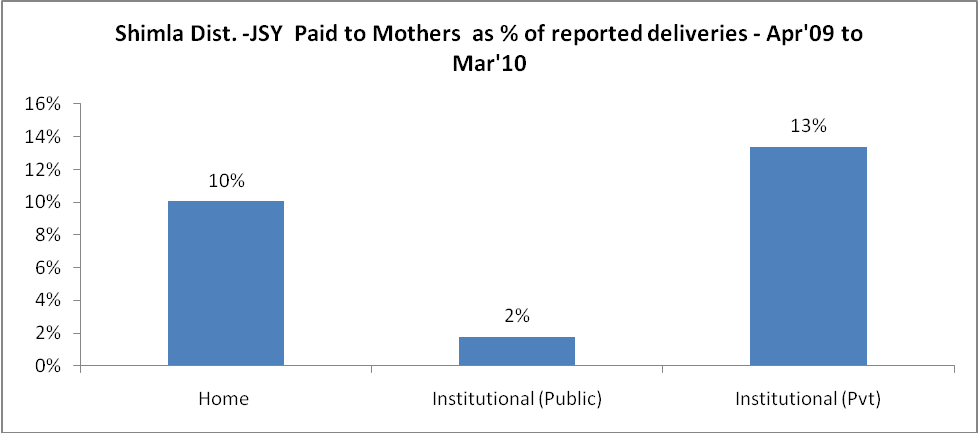 Shimla Dist. -JSY  Paid to Mothers  as % of reported deliveries - Apr'09 to
Mar'10
16%
14%
12%
10%
8%
6%
4%
2%
0%
10%
2%
13%
Home
Institutional (Public)
Institutional (Pvt)